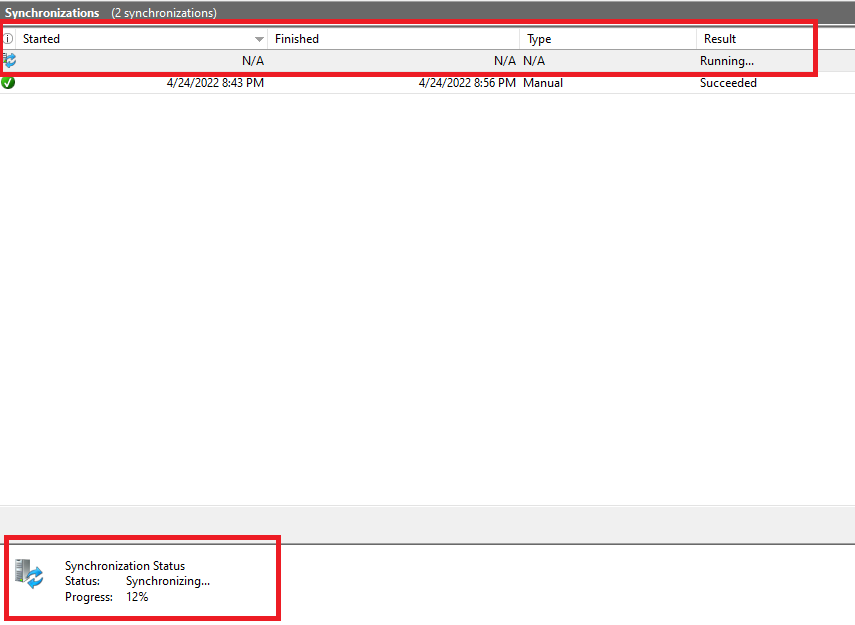 Synchronizations (2 synchronizations)
Started Finished Type Result
N/A N/A N/A Running...
4/24/2022 8:43 PM 4/24/2022 8:56 PM Manual Succeeded
Synchronization Status
Status: Synchronizing...
Progress: 12%